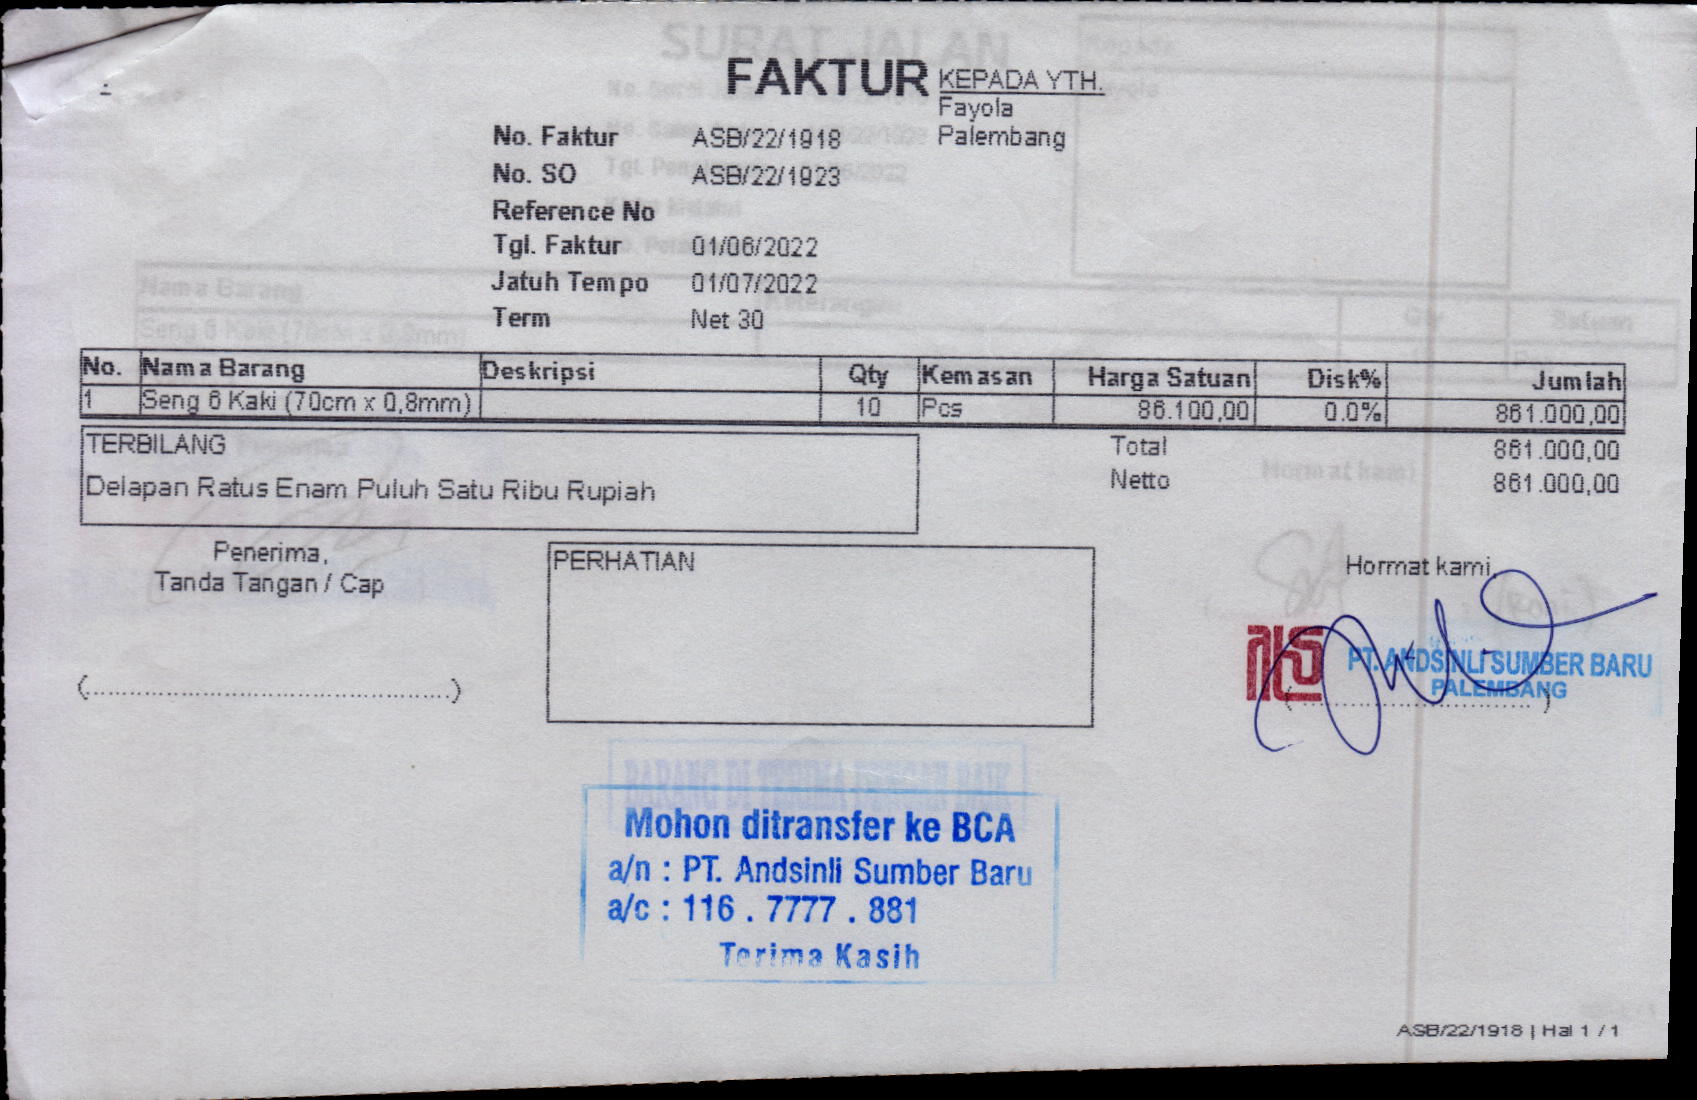 FAKTUR
KEPADA YTH.
Fayola
Palembang
No. Faktur ASB/22/1918
No. SO ASB/22/1923
Reference No
Tgl. Faktur 01/06/2022
Jatuh Tempo 01/07/2022
Term Net 30
No. Nama Barang Deskripsi Qty Kemasan Harga Satuan Disk% Jumlah
1 Seng 6 Kaki (70cm x 0,8mm) 10 Pcs 86.100,00 0.0% 861.000,00
TERBILANG
Delapan Ratus Enam Puluh Satu Ribu Rupiah
Total 861.000,00
Netto 861.000,00
Penerima,
Tanda Tangan / Cap
(..........................................................)
PERHATIAN
Hormat kami,
PT. ANDSINLI SUMBER BARU
PALEMBANG
(..........................................)
BARANG DI TERIMA DENGAN BAIK
Mohon ditransfer ke BCA
a/n : PT. Andsinli Sumber Baru
a/c : 116 . 7777 . 881
Terima Kasih
ASB/22/1918 | Hal 1 / 1